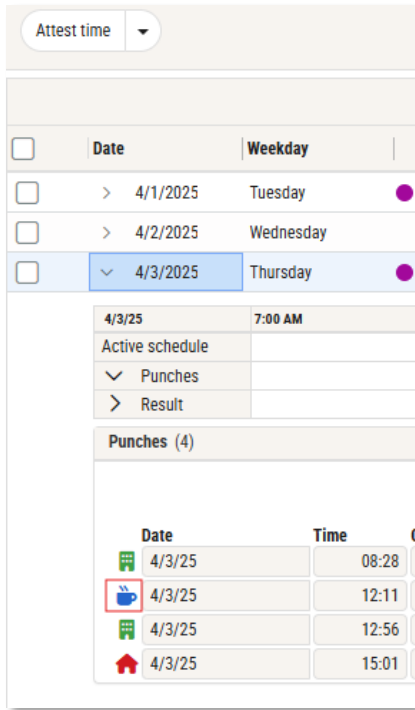 Attest time
Date Weekday
4/1/2025 Tuesday
4/2/2025 Wednesday
4/3/2025 Thursday
4/3/25 7:00 AM
Active schedule
Punches
Result
Punches (4)
Date Time
4/3/25 08:28
4/3/25 12:11
4/3/25 12:56
4/3/25 15:01